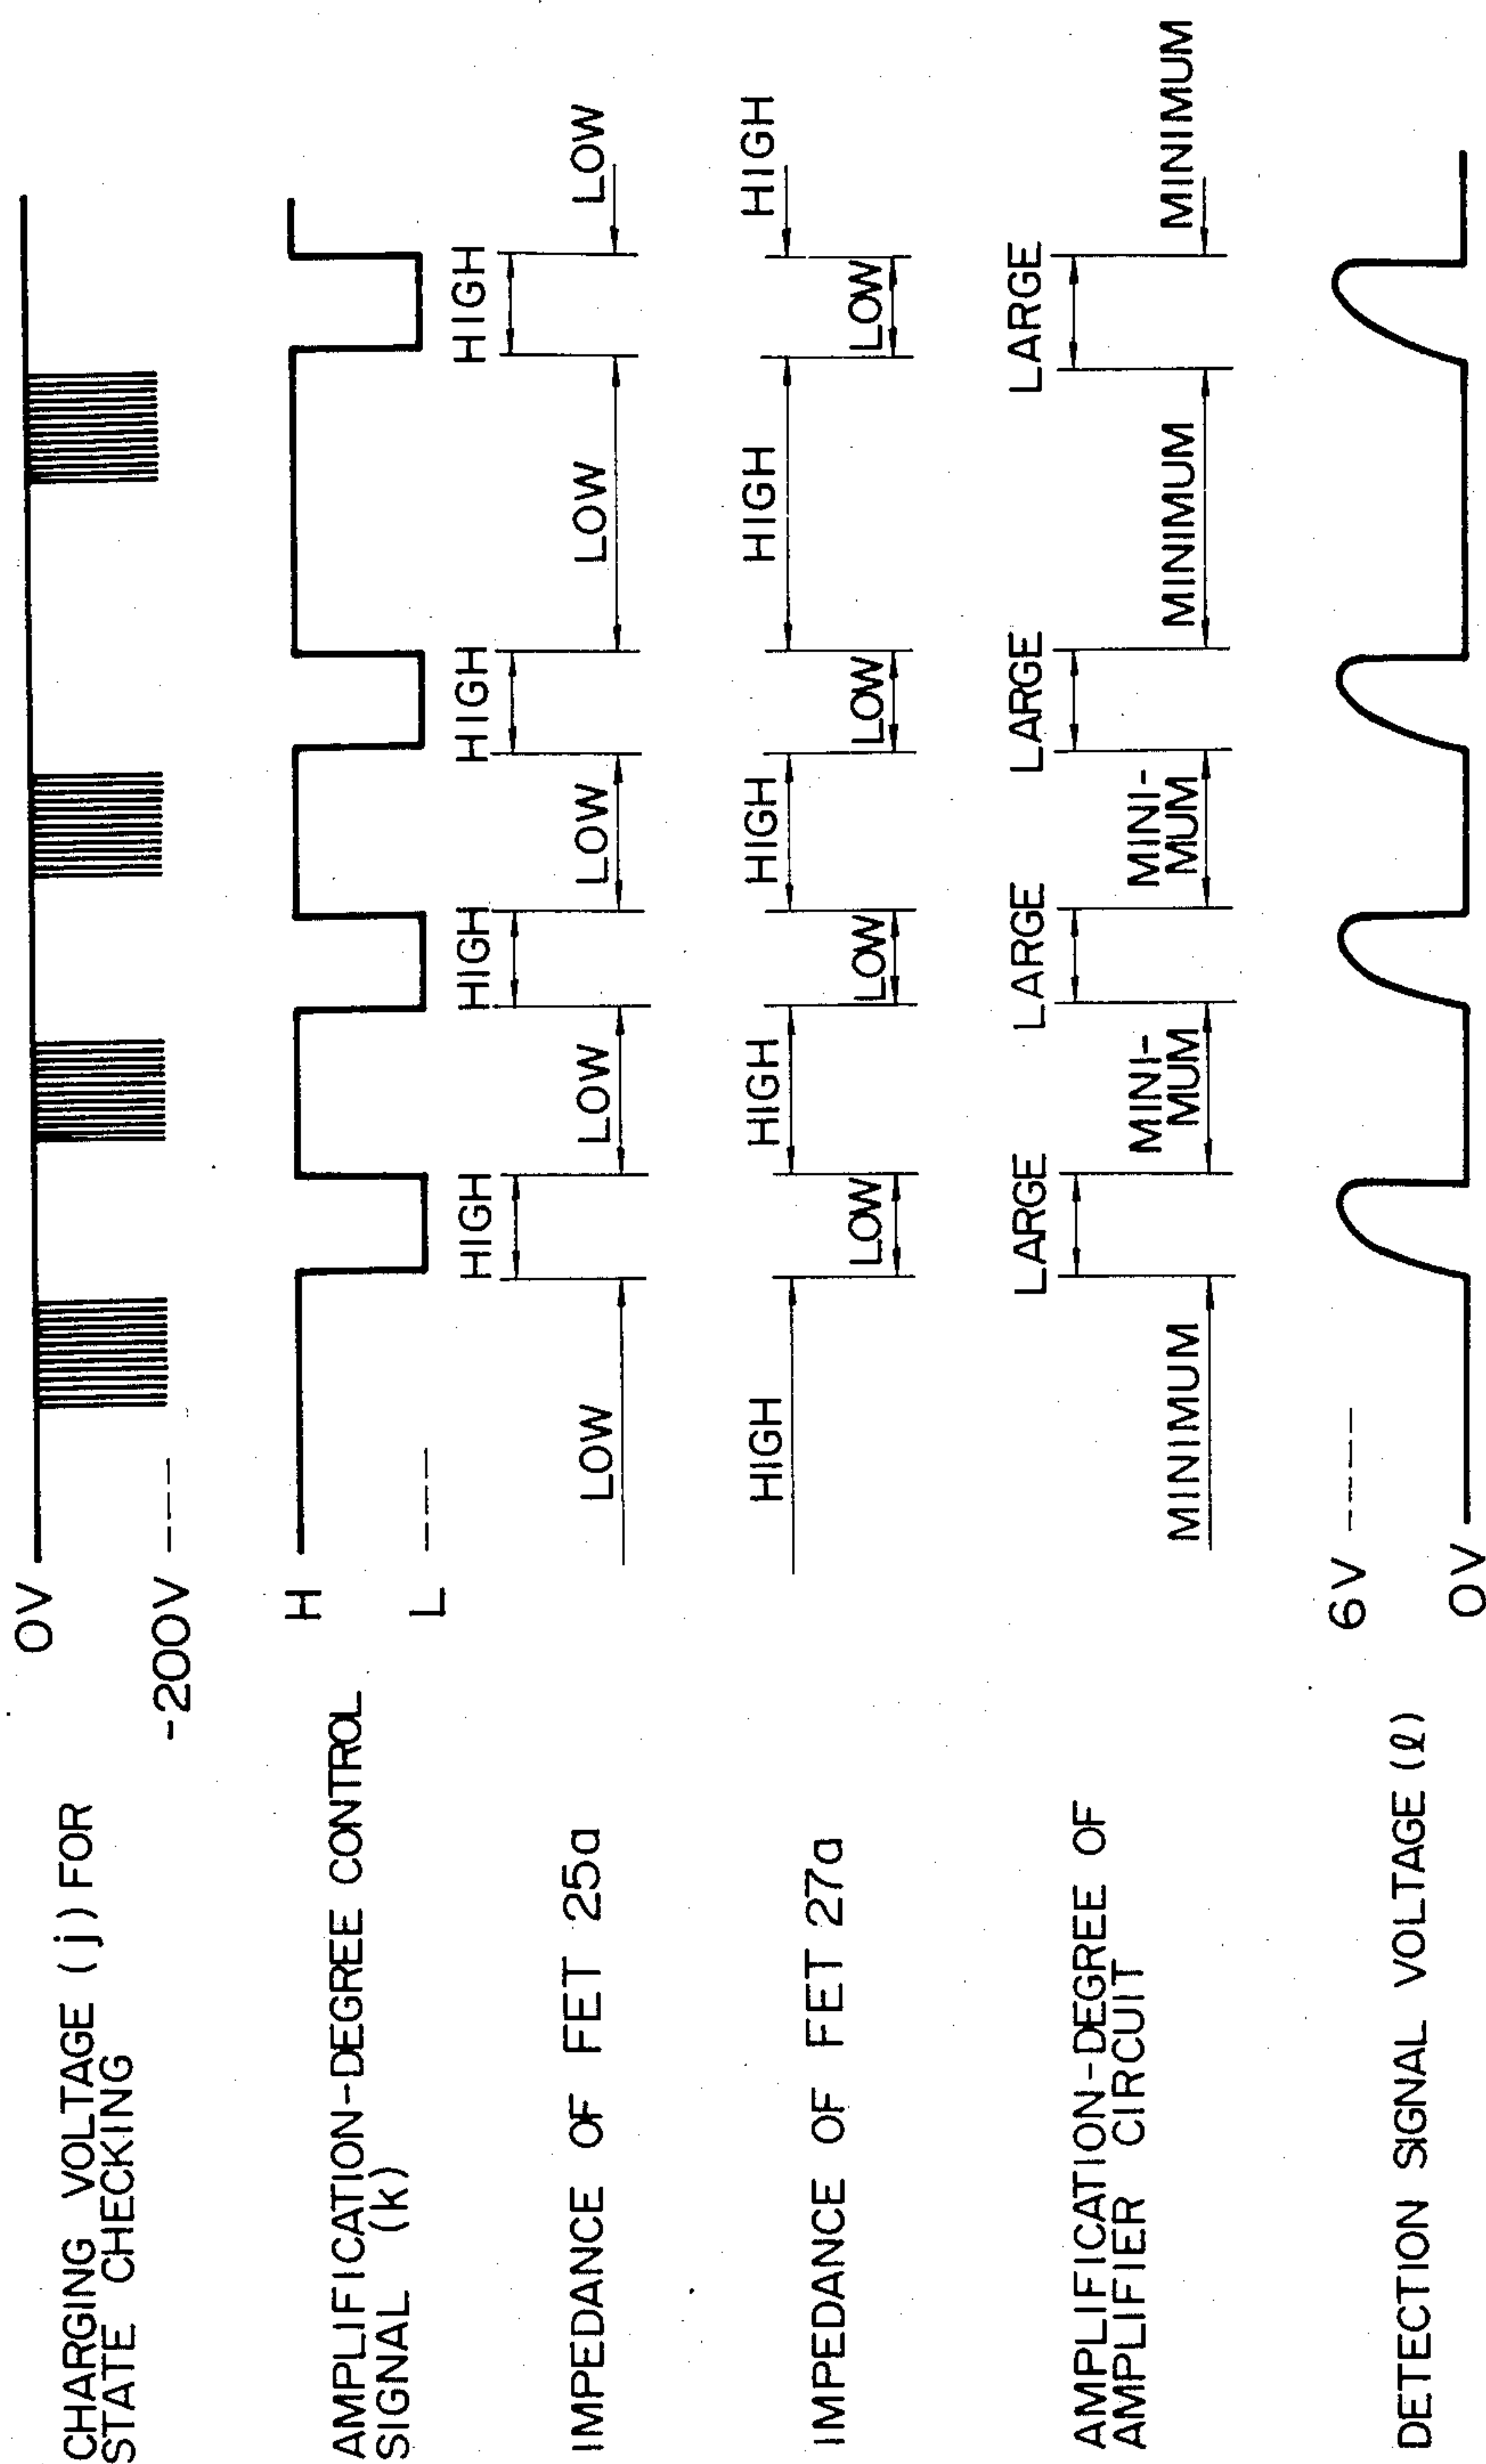 CHARGING VOLTAGE (j) FOR
STATE CHECKING
0V
-200V
AMPLIFICATION-DEGREE CONTROL
SIGNAL (k)
H
L
IMPEDANCE OF FET 25a
LOW
HIGH
LOW
HIGH
LOW
HIGH
LOW
HIGH
LOW
IMPEDANCE OF FET 27a
HIGH
LOW
HIGH
LOW
HIGH
LOW
HIGH
LOW
HIGH
AMPLIFICATION-DEGREE OF
AMPLIFIER CIRCUIT
MINIMUM
LARGE
MINI-
MUM
LARGE
MINI-
MUM
LARGE
MINIMUM
LARGE
MINIMUM
DETECTION SIGNAL VOLTAGE (ℓ)
6V
0V